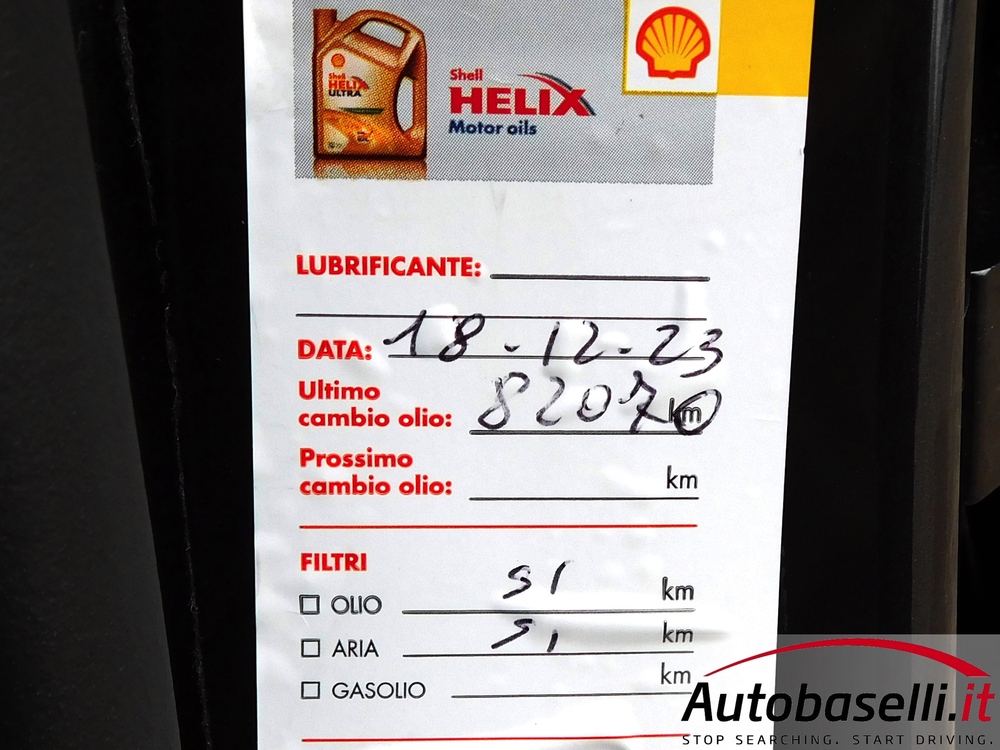 Shell
HELIX
ULTRA
Shell
HELIX
Motor oils
LUBRIFICANTE:
DATA: 18-12-23
Ultimo
cambio olio: 82070 km
Prossimo
cambio olio: km
FILTRI
OLIO SI km
ARIA SI km
GASOLIO km
Autobaselli.it
STOP SEARCHING. START DRIVING.